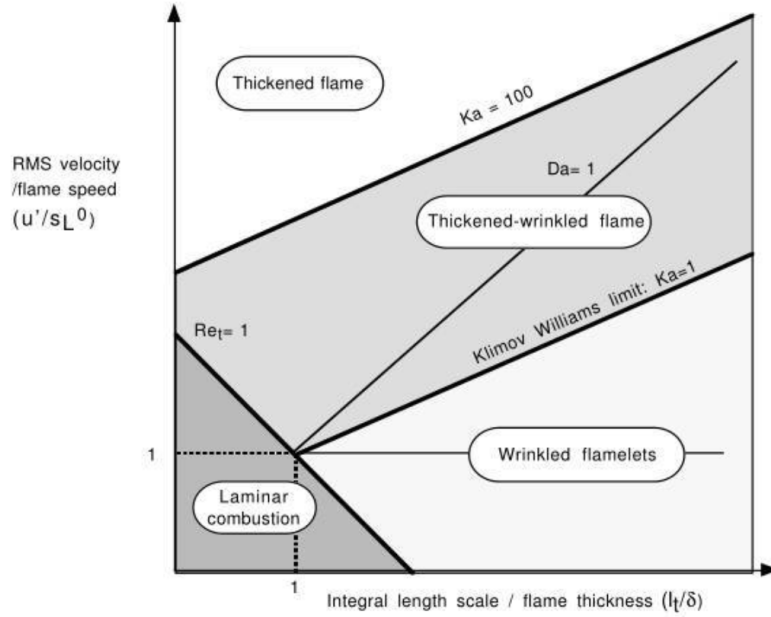 Thickened flame
Ka = 100
RMS velocity
/flame speed
(u'/sL0)
Da= 1
Thickened-wrinkled flame
Klimov Williams limit: Ka=1
Ret= 1
1
Wrinkled flamelets
Laminar
combustion
1
Integral length scale / flame thickness (lt/δ)